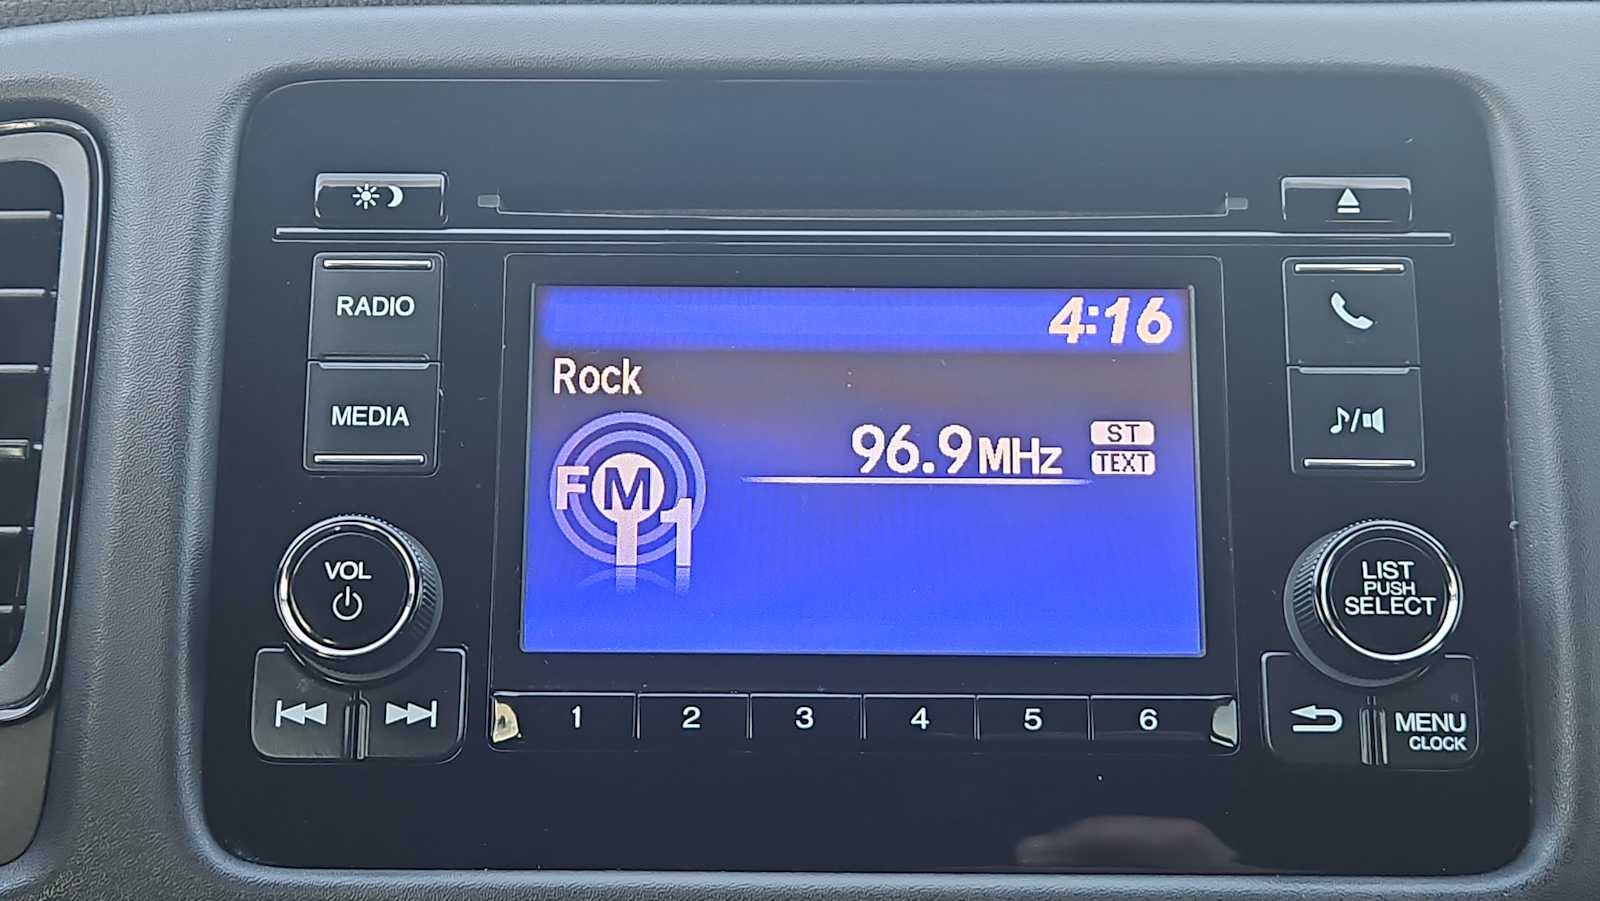 RADIO
MEDIA
4:16
Rock
96.9MHz
ST
TEXT
FM
1
VOL
LIST
PUSH
SELECT
1 2 3 4 5 6
MENU
CLOCK